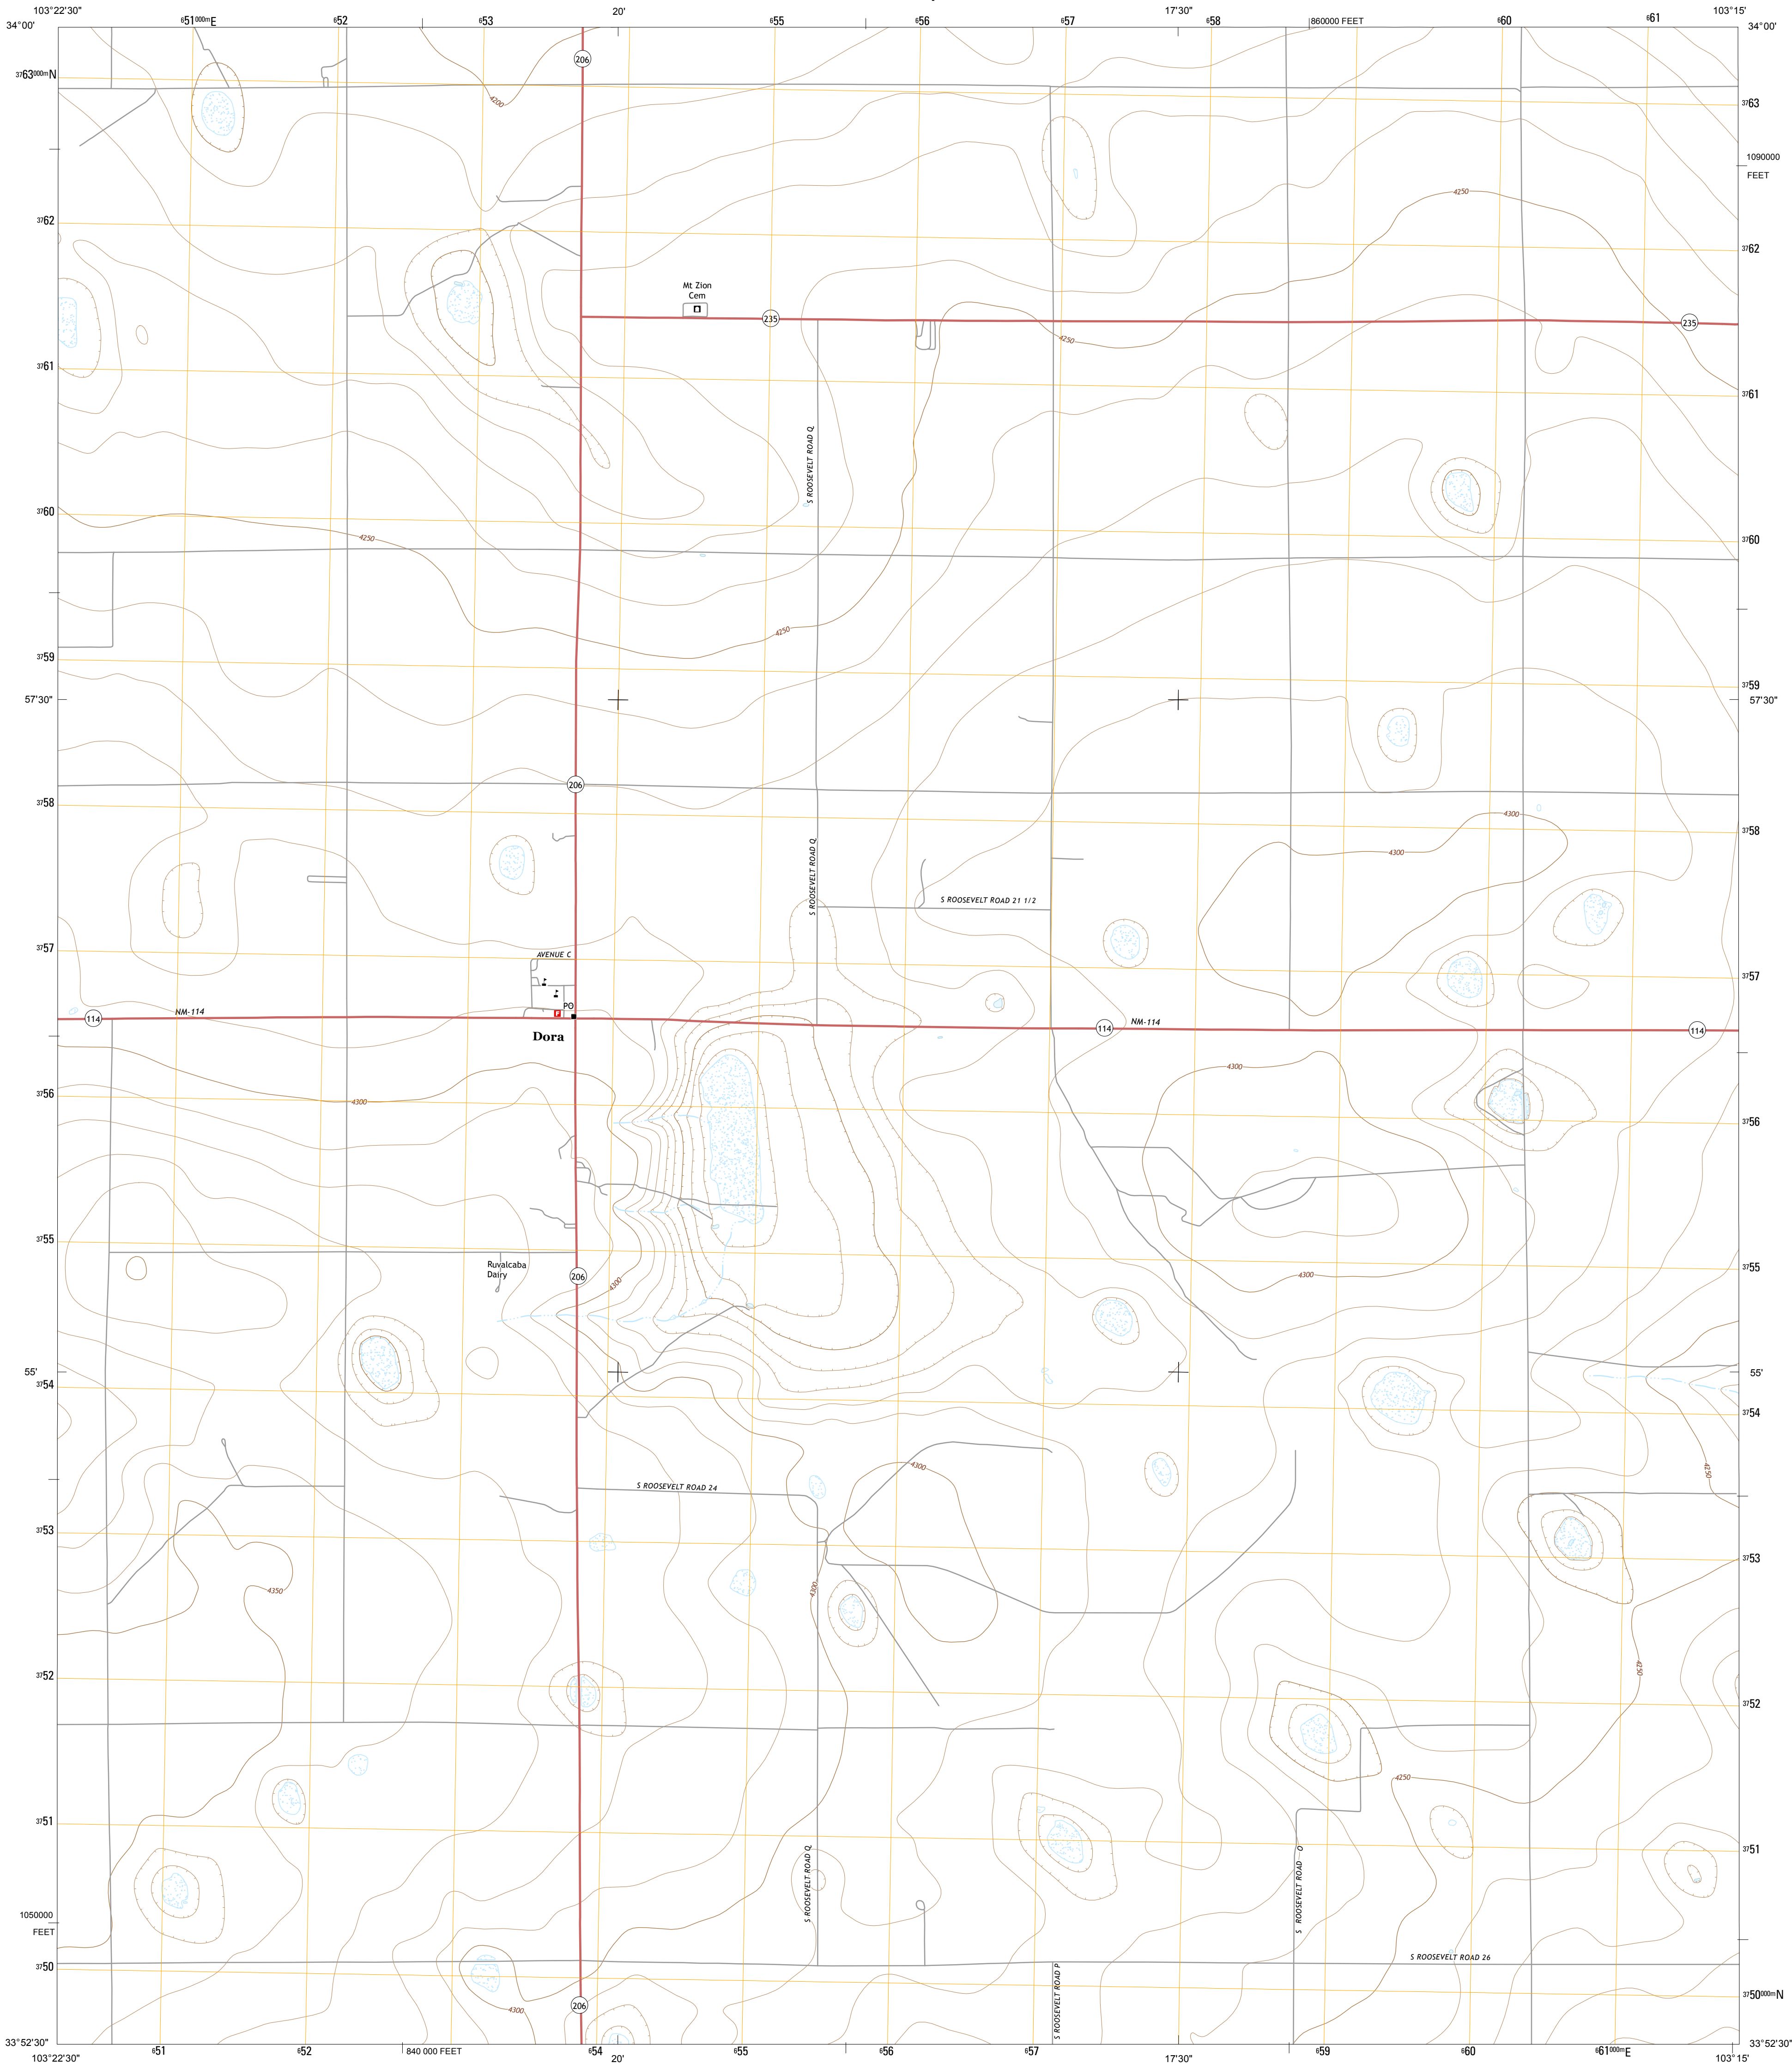 103°22'30" 651000mE 652 653 20' 655 656 657 17'30" 658 860000 FEET 660 661 103°15'
34°00' 34°00'
206
3763000mN
4200
3763
1090000
FEET
4250
3762
3762
Mt Zion
Cem
235
235
4250
3761
3761
S ROOSEVELT ROAD Q
3760
4250
3760
4250
3759
3759
57'30"
57'30"
206
3758
4300
3758
4300
S ROOSEVELT ROAD Q
S ROOSEVELT ROAD 21 1/2
3757
AVENUE C
3757
PO
F
NM-114
114
NM-114
114
114
Dora
4300
3756
4300
3756
3755
Ruvalcaba
Dairy
206
4300
4300
3755
55'
55'
3754
3754
4300
4250
S ROOSEVELT ROAD 24
3753
3753
4350
4300
4250
3752
3752
4250
3751
3751
S ROOSEVELT ROAD Q
S ROOSEVELT ROAD O
1050000
FEET
S ROOSEVELT ROAD 26
3750
S ROOSEVELT ROAD P
3750000mN
206
4300
33°52'30" 33°52'30"
103°22'30" 651 652 840 000 FEET 654 20' 655 656 657 17'30" 659 660 661000mE 103°15'